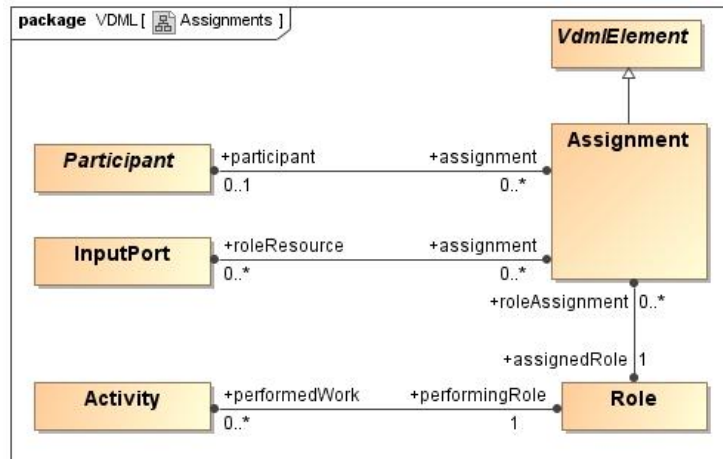 package VDML [ Assignments ]
VdmlElement
Assignment
Participant
+participant +assignment
0..1 0..*
InputPort
+roleResource +assignment
0..* 0..*
+roleAssignment 0..*
+assignedRole 1
Activity
+performedWork +performingRole
0..* 1
Role